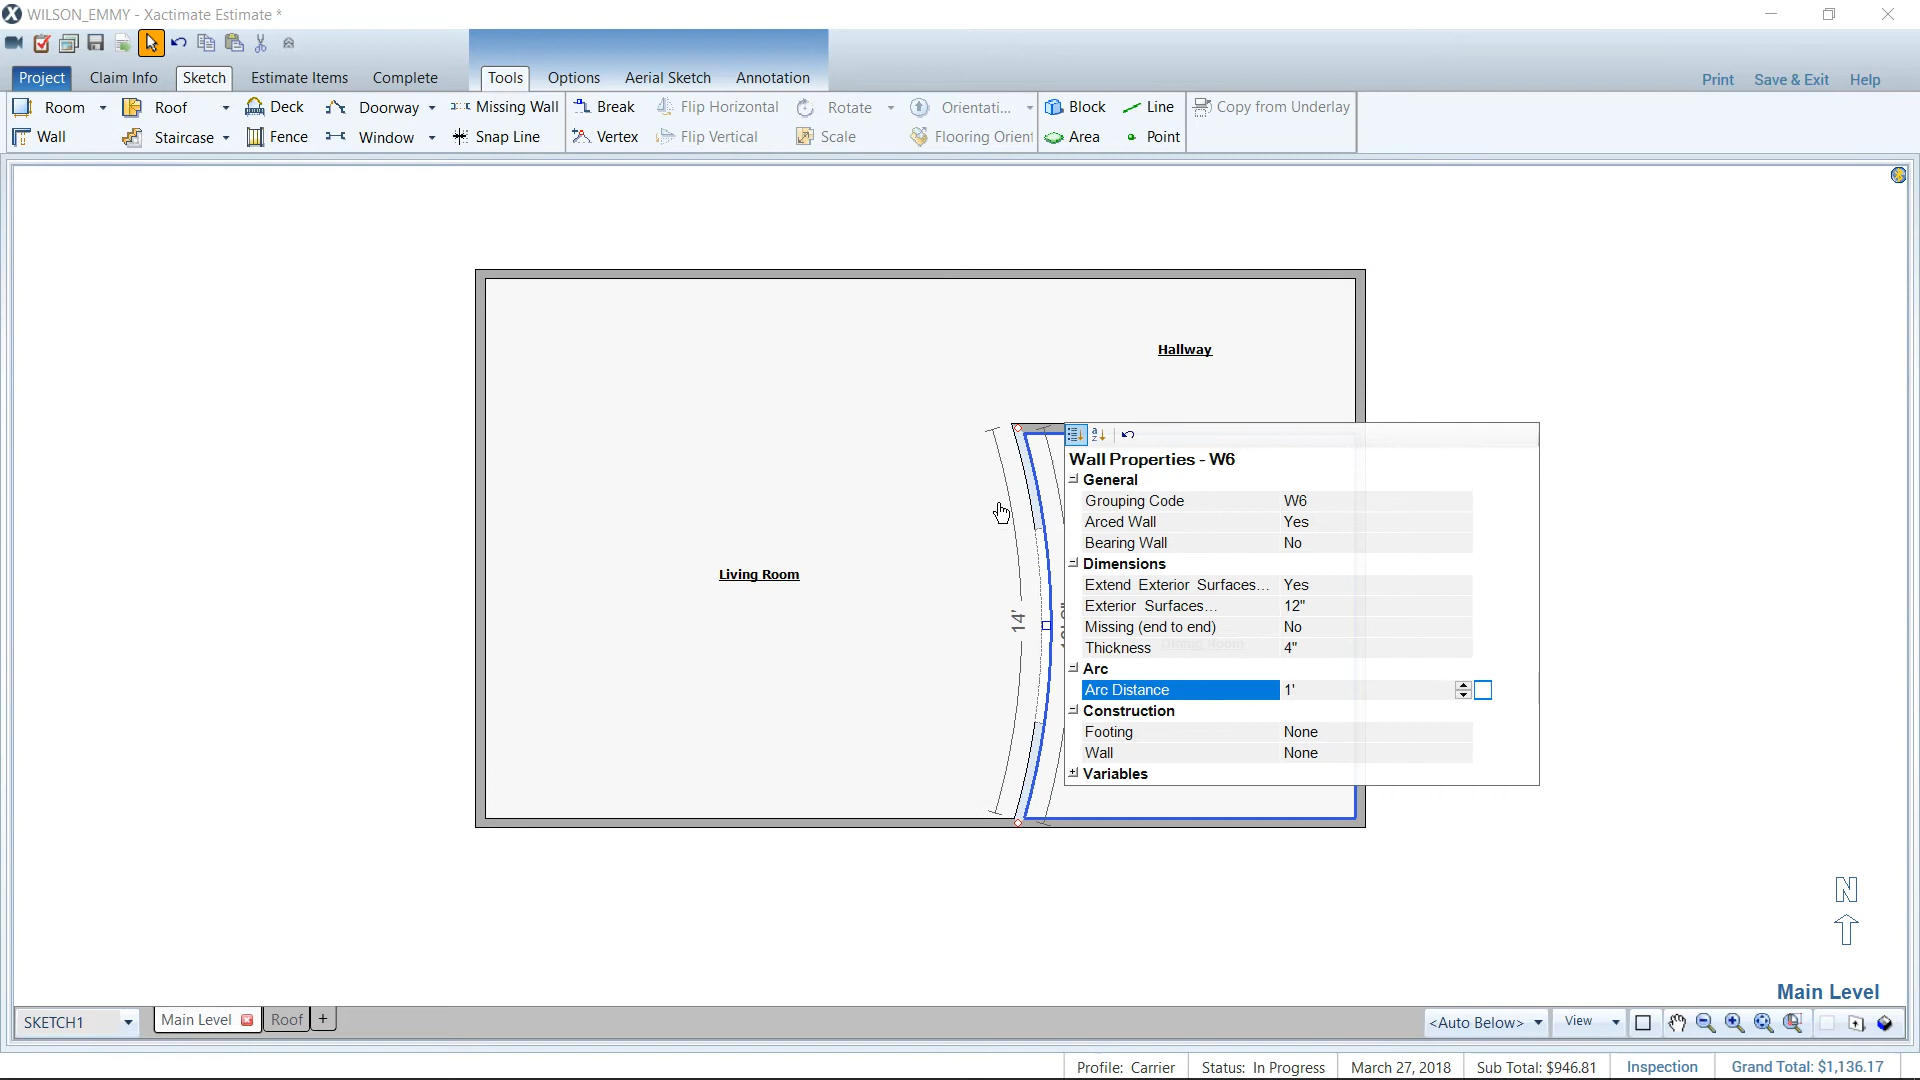 WILSON_EMMY - Xactimate Estimate *
Project Claim Info Sketch Estimate Items Complete Tools Options Aerial Sketch Annotation Print Save & Exit Help
Room Roof Deck Doorway Missing Wall Break Flip Horizontal Rotate Orientati... Block Line Copy from Underlay
Wall Staircase Fence Window Snap Line Vertex Flip Vertical Scale Flooring Orient Area Point
Hallway
Living Room
14'
Wall Properties - W6
General
Grouping Code W6
Arced Wall Yes
Bearing Wall No
Dimensions
Extend Exterior Surfaces... Yes
Exterior Surfaces... 12"
Missing (end to end) No
Thickness 4"
Dining Room
Arc
Arc Distance 1'
Construction
Footing None
Wall None
Variables
N
Main Level
SKETCH1 Main Level Roof + <Auto Below> View
Profile: Carrier Status: In Progress March 27, 2018 Sub Total: $946.81 Inspection Grand Total: $1,136.17